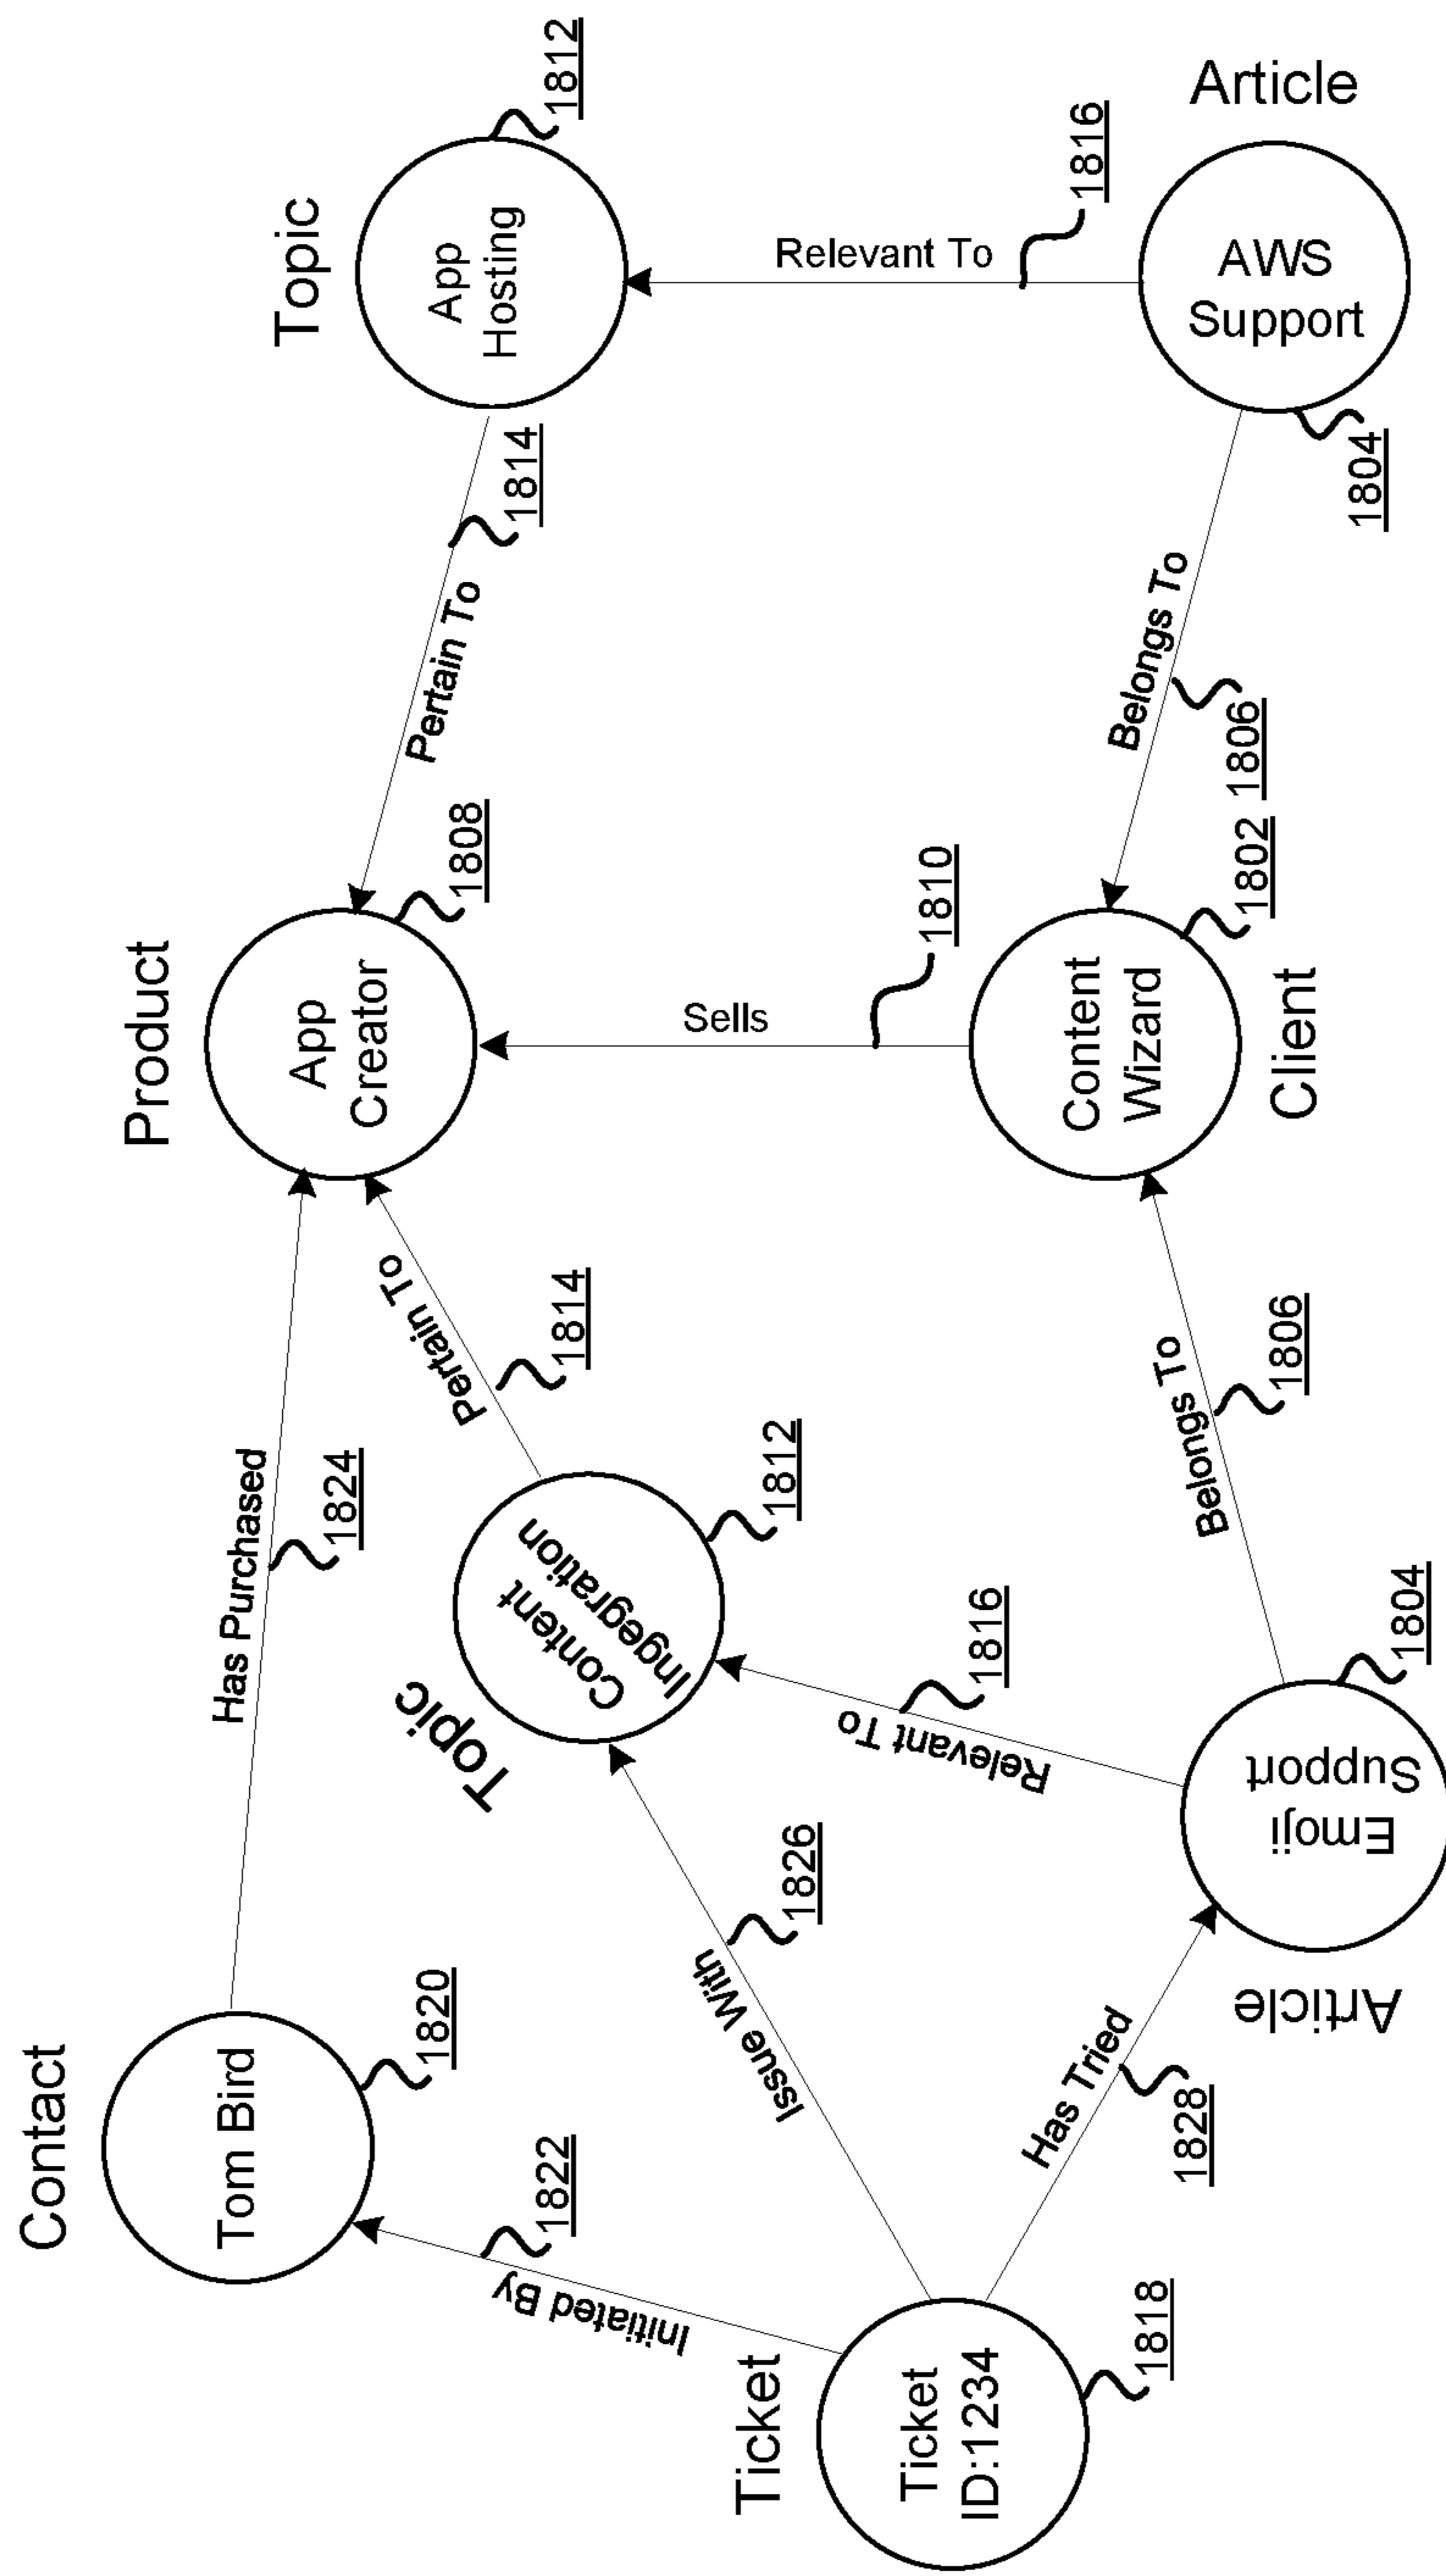 Contact
Tom Bird
1820
Has Purchased
1824
Product
App
Creator
1808
Pertain To
1814
Topic
App
Hosting
1812
Initiated By
1822
Topic
Content
Ingegration
1812
Pertain To
1814
Issue With
1826
Relevant To
1816
Sells
1810
Relevant To
1816
Ticket
Ticket
ID:1234
1818
Has Tried
1828
Article
Emoji
Support
1804
Belongs To
1806
Content
Wizard
1802
Client
Belongs To
1806
AWS
Support
1804
Article